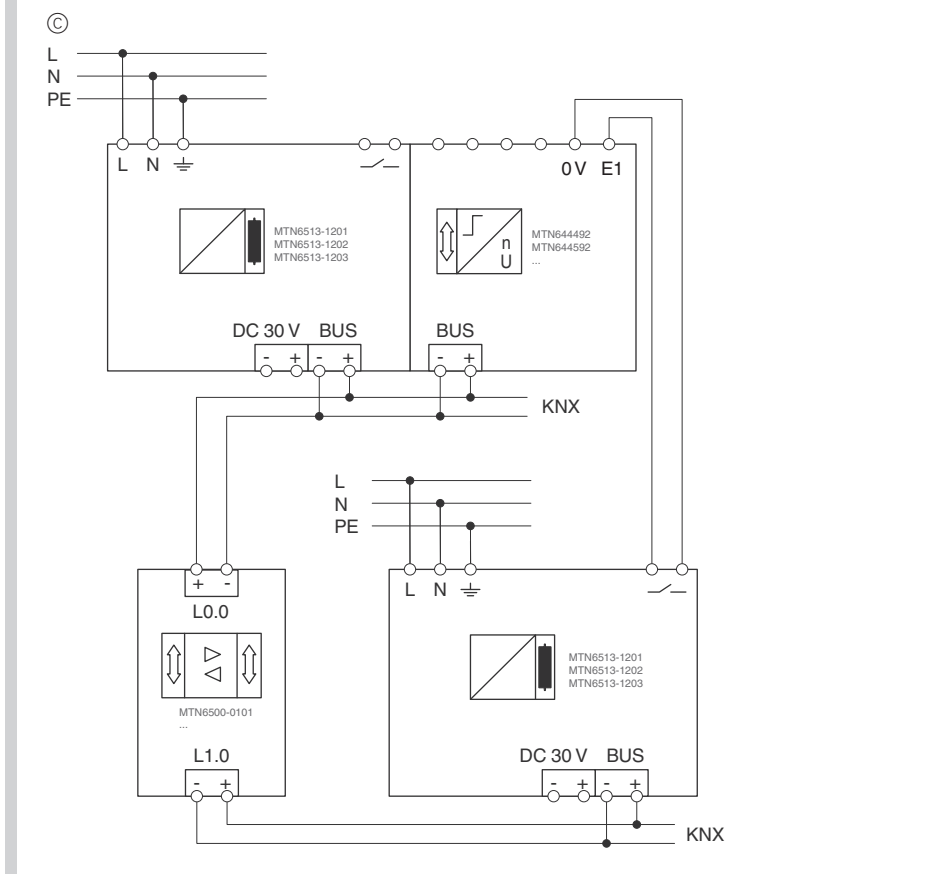 ©
L
N
PE
L N 0 V E1
MTN6513-1201
MTN6513-1202
MTN6513-1203
n
U
MTN644492
MTN644592
...
DC 30 V BUS BUS
- + - + - +
KNX
L
N
PE
+ -
L0.0
L N
MTN6513-1201
MTN6513-1202
MTN6513-1203
MTN6500-0101
...
L1.0
DC 30 V BUS
- + - + - +
KNX